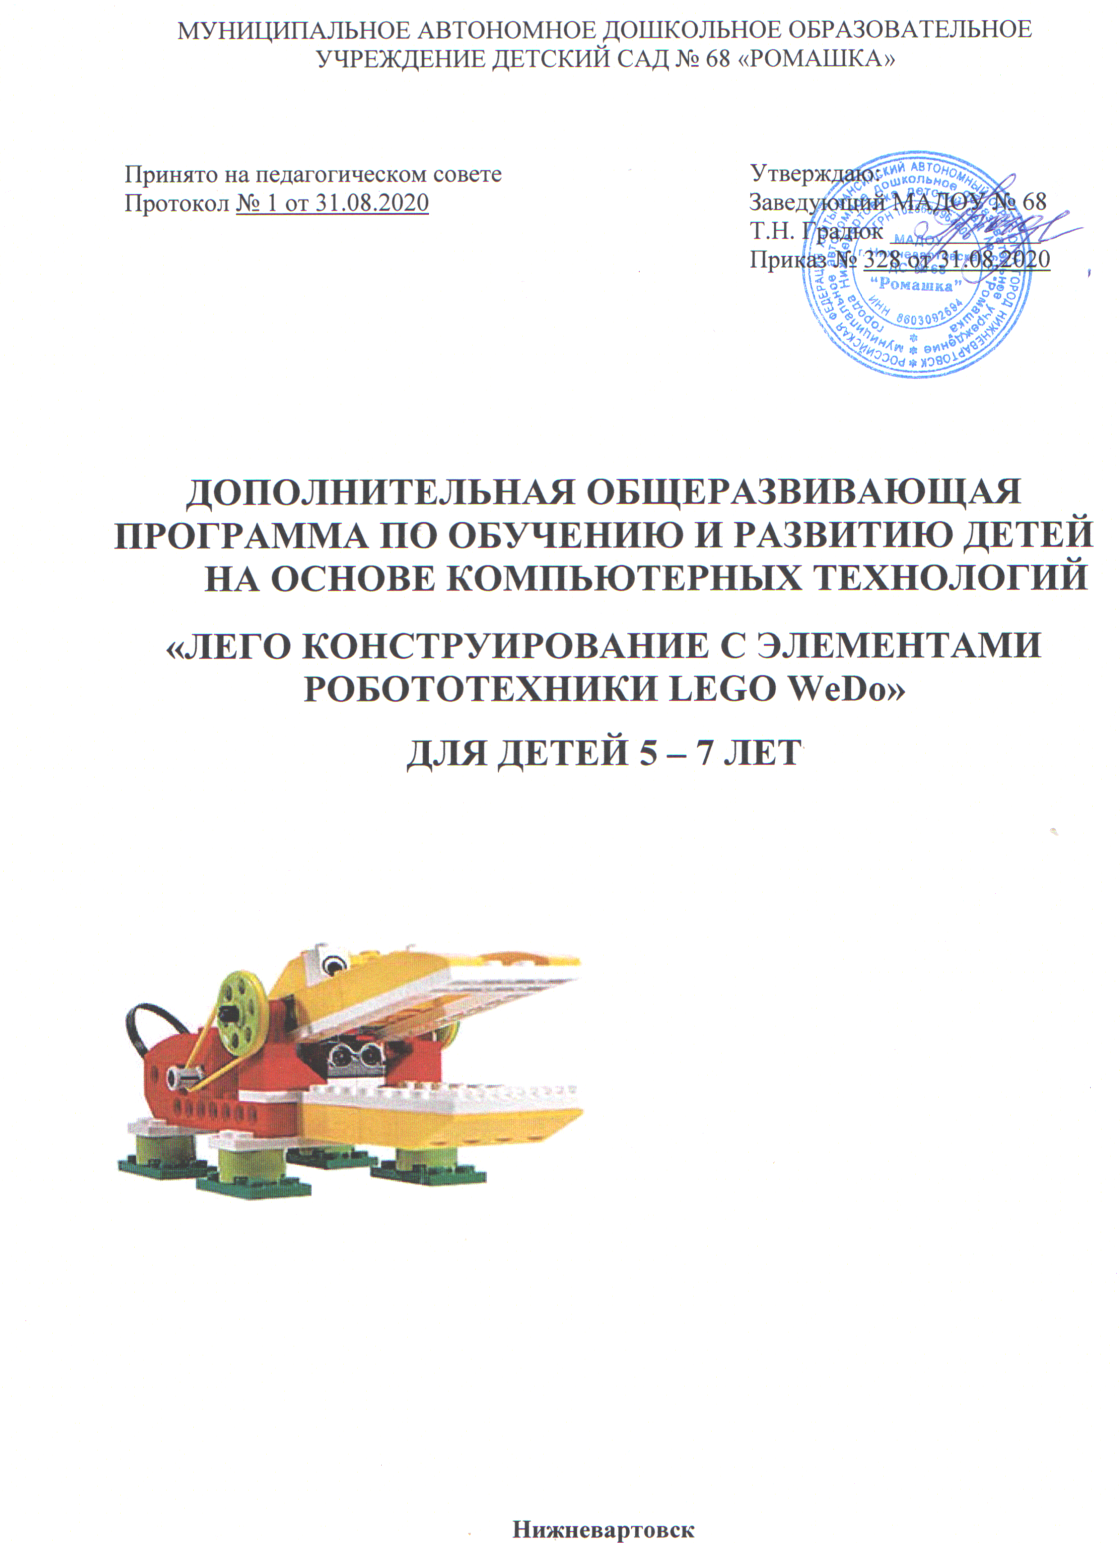 МУНИЦИПАЛЬНОЕ АВТОНОМНОЕ ДОШКОЛЬНОЕ ОБРАЗОВАТЕЛЬНОЕ
УЧРЕЖДЕНИЕ ДЕТСКИЙ САД № 68 «РОМАШКА»
Принято на педагогическом совете
Протокол № 1 от 31.08.2020
Утверждаю:
Заведующий МАДОУ № 68
Т.Н. Градюк
Приказ № 328 от 31.08.2020
МАДОУ
"Ромашка"
ИНН 8603092694
ДОПОЛНИТЕЛЬНАЯ ОБЩЕРАЗВИВАЮЩАЯ
ПРОГРАММА ПО ОБУЧЕНИЮ И РАЗВИТИЮ ДЕТЕЙ
НА ОСНОВЕ КОМПЬЮТЕРНЫХ ТЕХНОЛОГИЙ
«ЛЕГО КОНСТРУИРОВАНИЕ С ЭЛЕМЕНТАМИ
РОБОТОТЕХНИКИ LEGO WeDo»
ДЛЯ ДЕТЕЙ 5 – 7 ЛЕТ
Нижневартовск